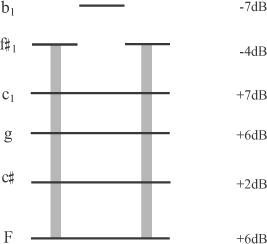 b₁ -7dB
f♯₁ -4dB
c₁ +7dB
g +6dB
c♯ +2dB
F +6dB